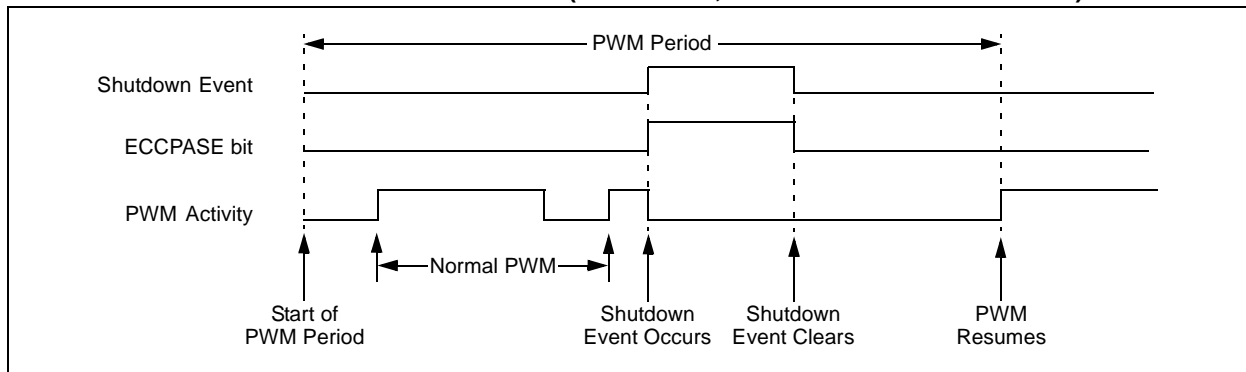 PWM Period
Shutdown Event
ECCPASE bit
PWM Activity
Normal PWM
Start of
PWM Period
Shutdown
Event Occurs
Shutdown
Event Clears
PWM
Resumes